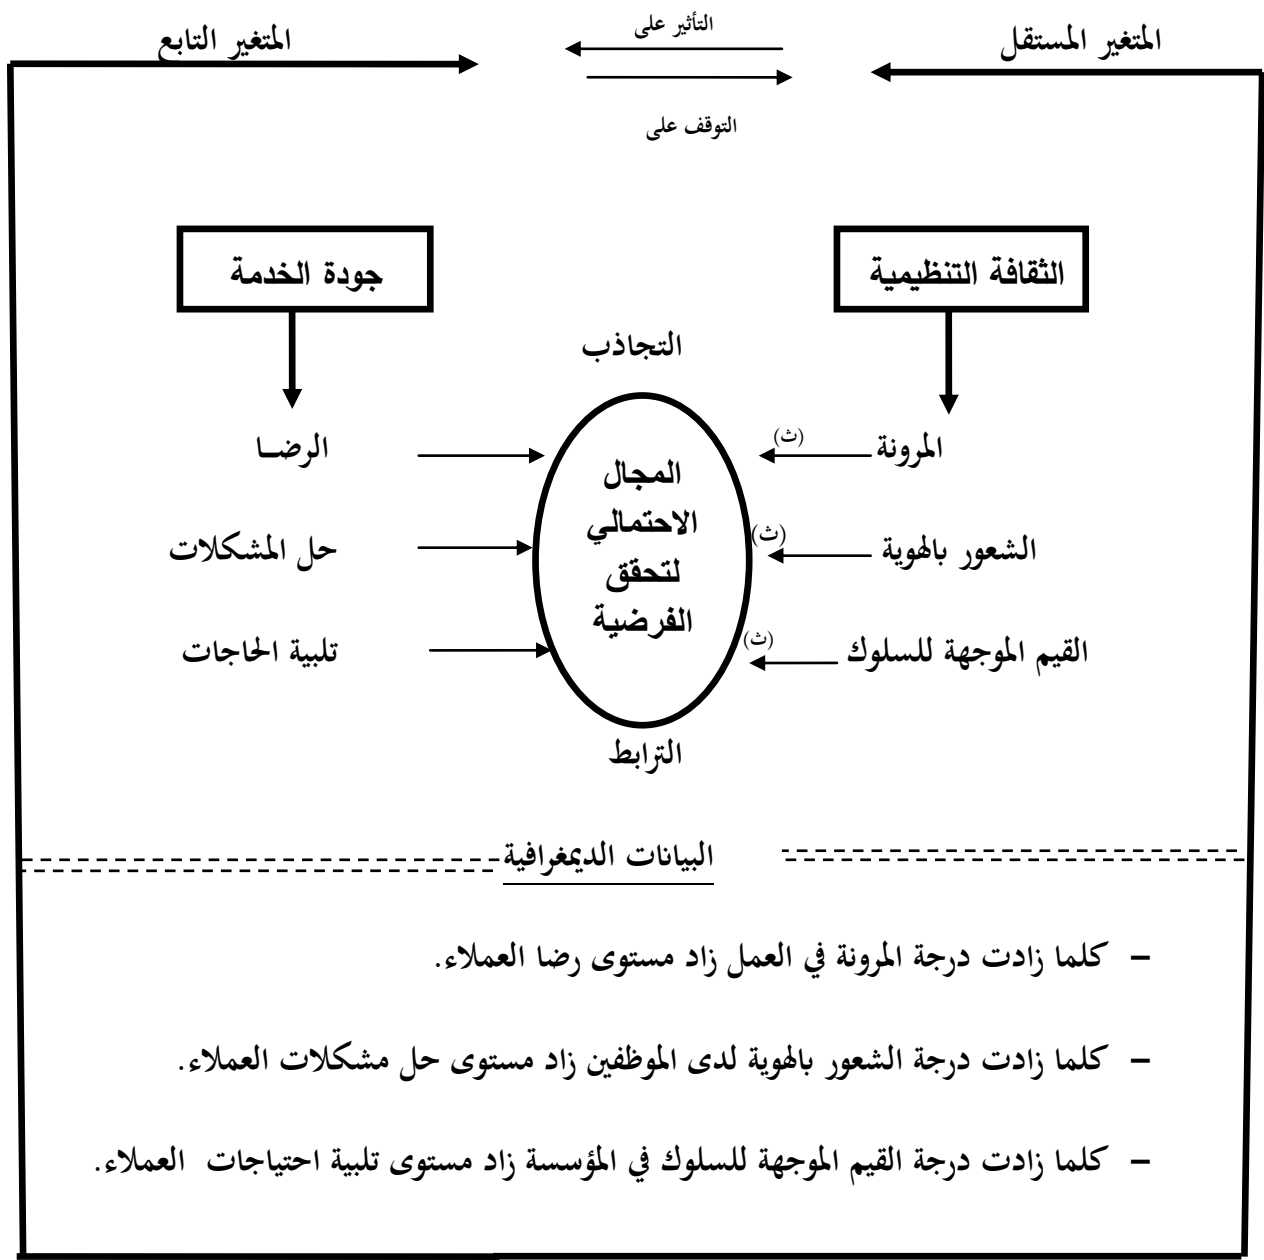 المتغير المستقل
التأثير على
المتغير التابع
التوقف على
الثقافة التنظيمية
جودة الخدمة
التجاذب
المرونة
(ث)
الرضـا
الشعور بالهوية
(ث)
حل المشكلات
القيم الموجهة للسلوك
(ث)
تلبية الحاجات
المجال
الاحتمالي
لتحقق
الفرضية
الترابط
البيانات الديمغرافية
– كلما زادت درجة المرونة في العمل زاد مستوى رضا العملاء.
– كلما زادت درجة الشعور بالهوية لدى الموظفين زاد مستوى حل مشكلات العملاء.
– كلما زادت درجة القيم الموجهة للسلوك في المؤسسة زاد مستوى تلبية احتياجات العملاء.